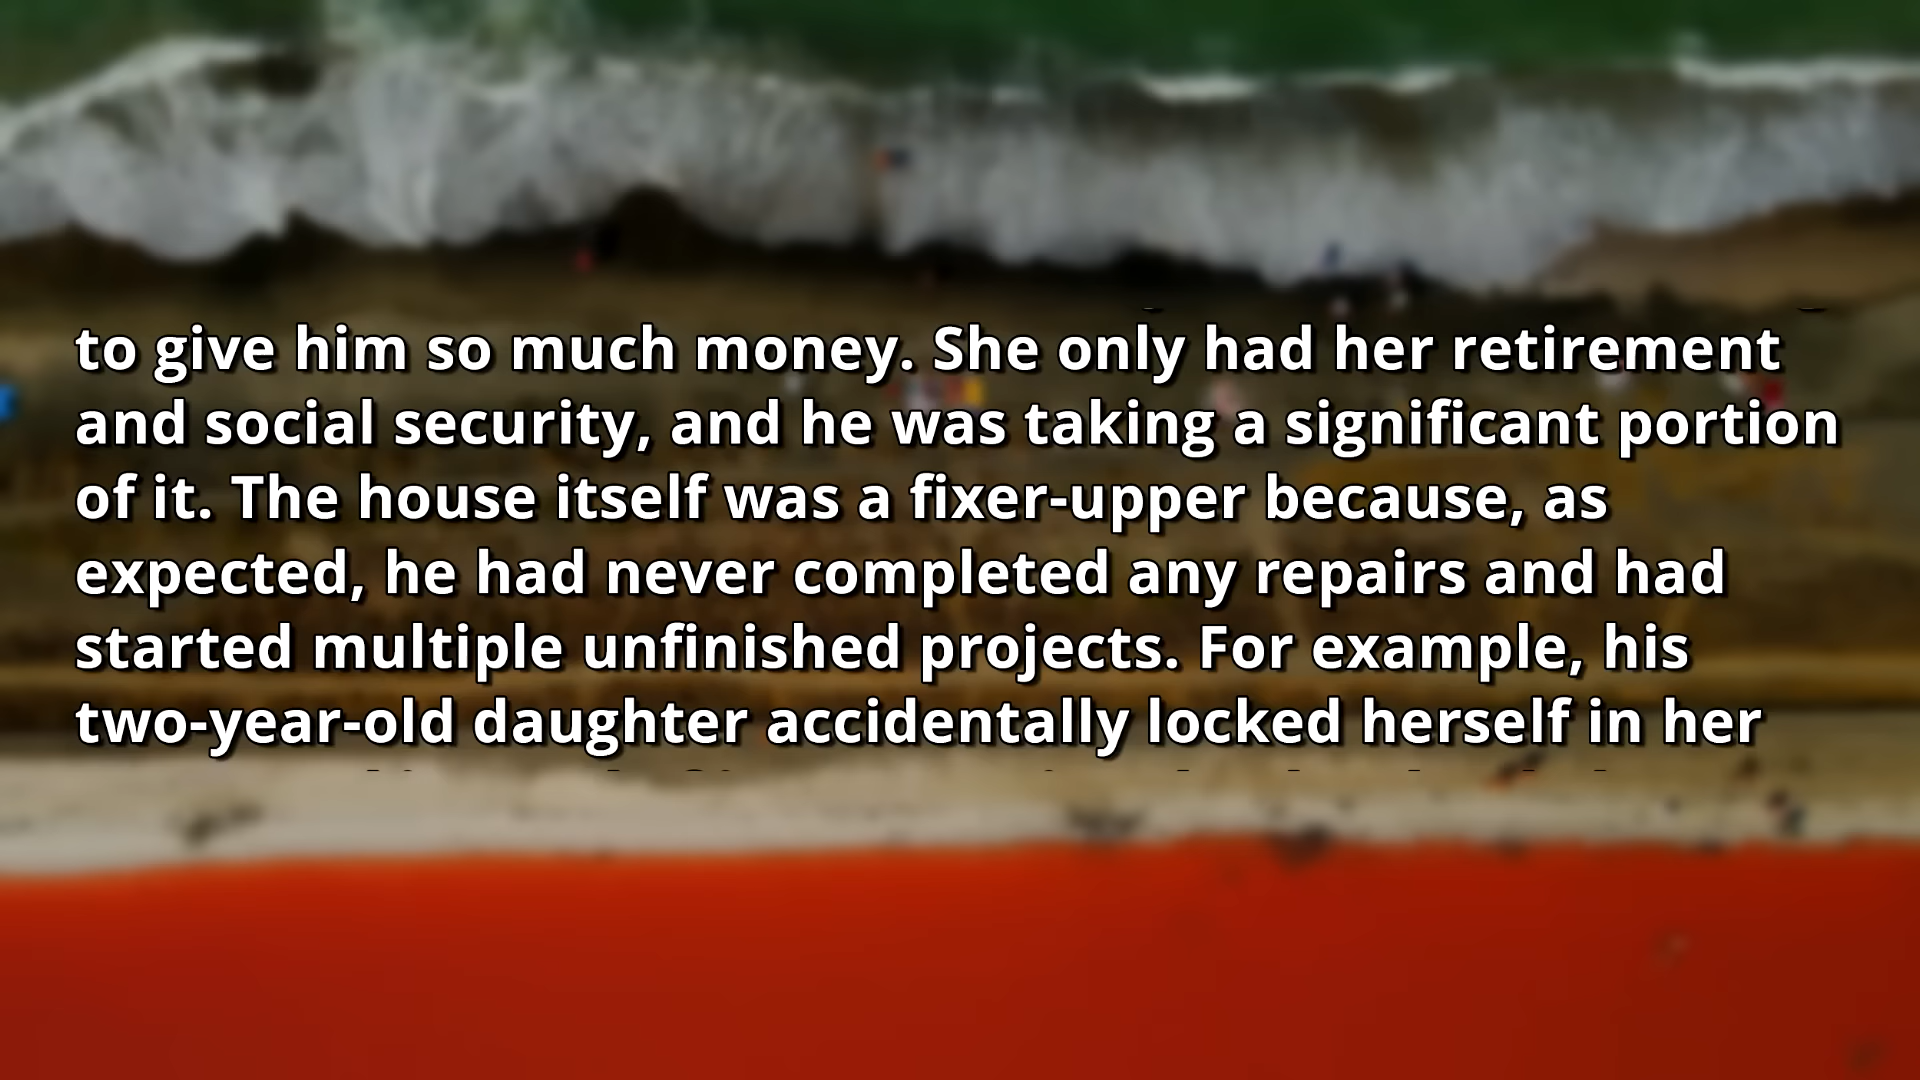 to give him so much money. She only had her retirement
and social security, and he was taking a significant portion
of it. The house itself was a fixer-upper because, as
expected, he had never completed any repairs and had
started multiple unfinished projects. For example, his
two-year-old daughter accidentally locked herself in her